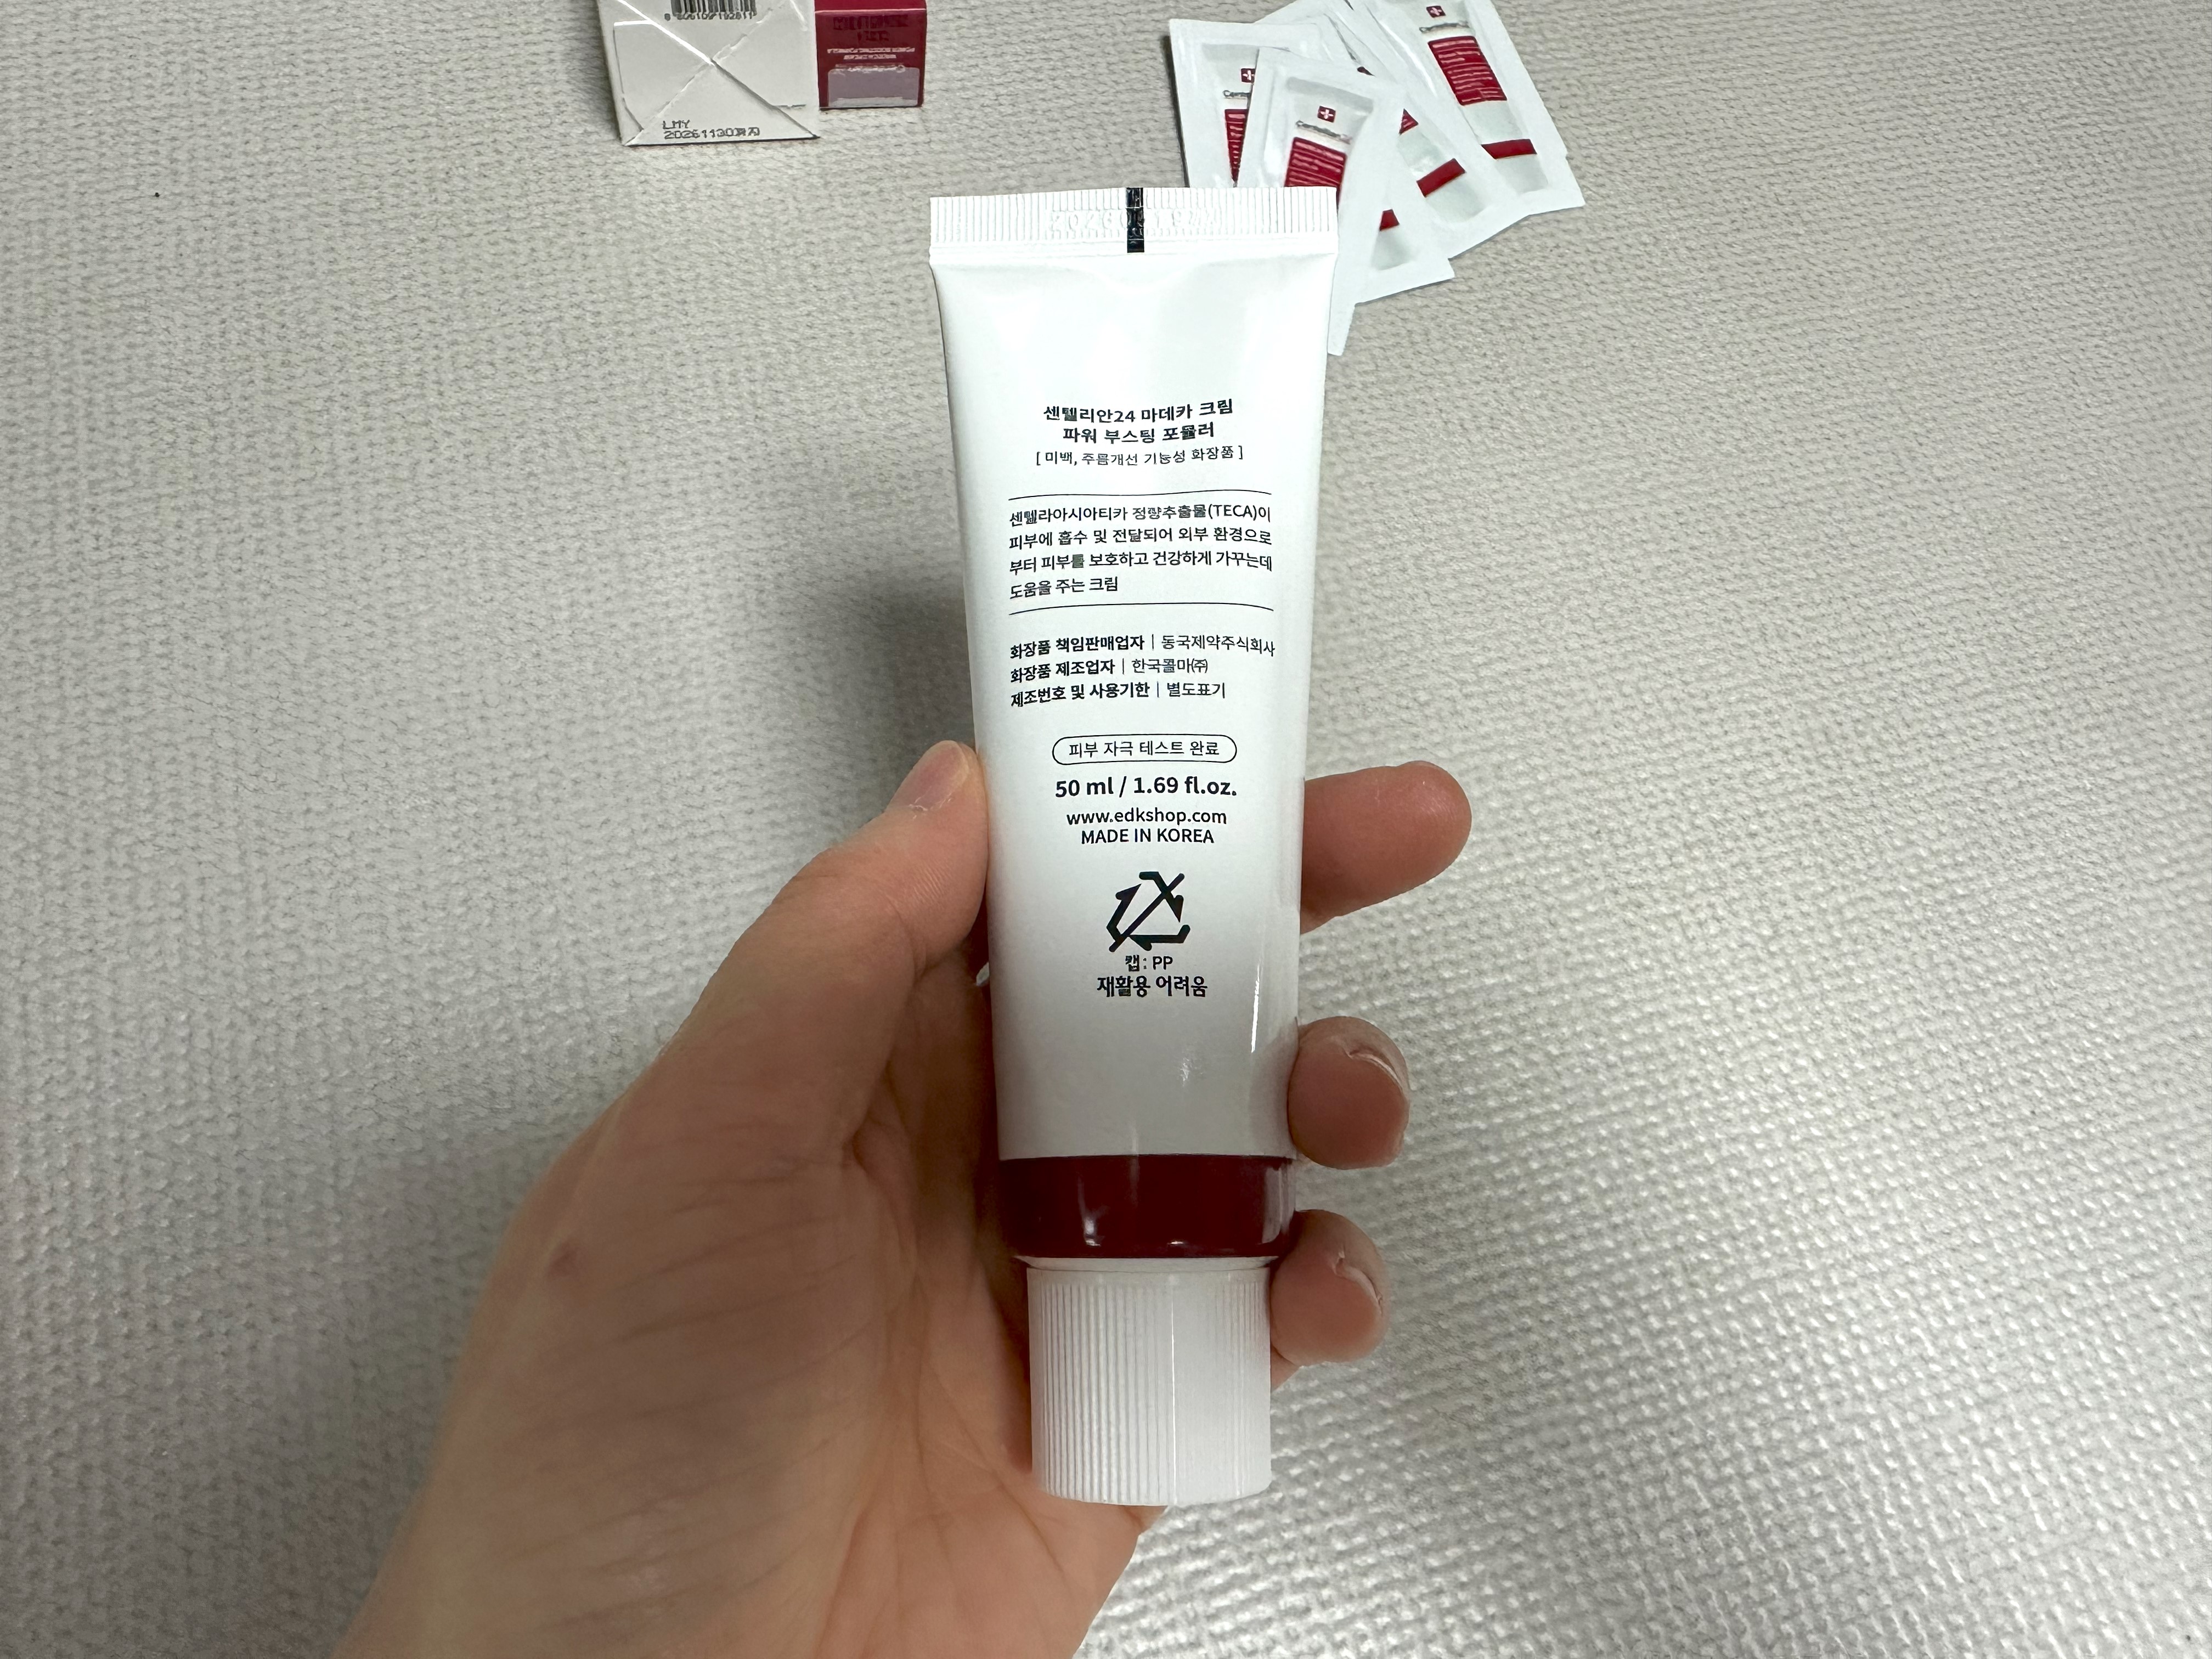 LMY
20261130까지
센텔리안24 마데카 크림
파워 부스팅 포뮬러
[ 미백, 주름개선 기능성 화장품 ]
센텔라아시아티카 정량추출물(TECA)이
피부에 흡수 및 전달되어 외부 환경으로
부터 피부를 보호하고 건강하게 가꾸는데
도움을 주는 크림
화장품 책임판매업자 | 동국제약주식회사
화장품 제조업자 | 한국콜마㈜
제조번호 및 사용기한 | 별도표기
피부 자극 테스트 완료
50 ml / 1.69 fl.oz.
www.edkshop.com
MADE IN KOREA
캡: PP
재활용 어려움